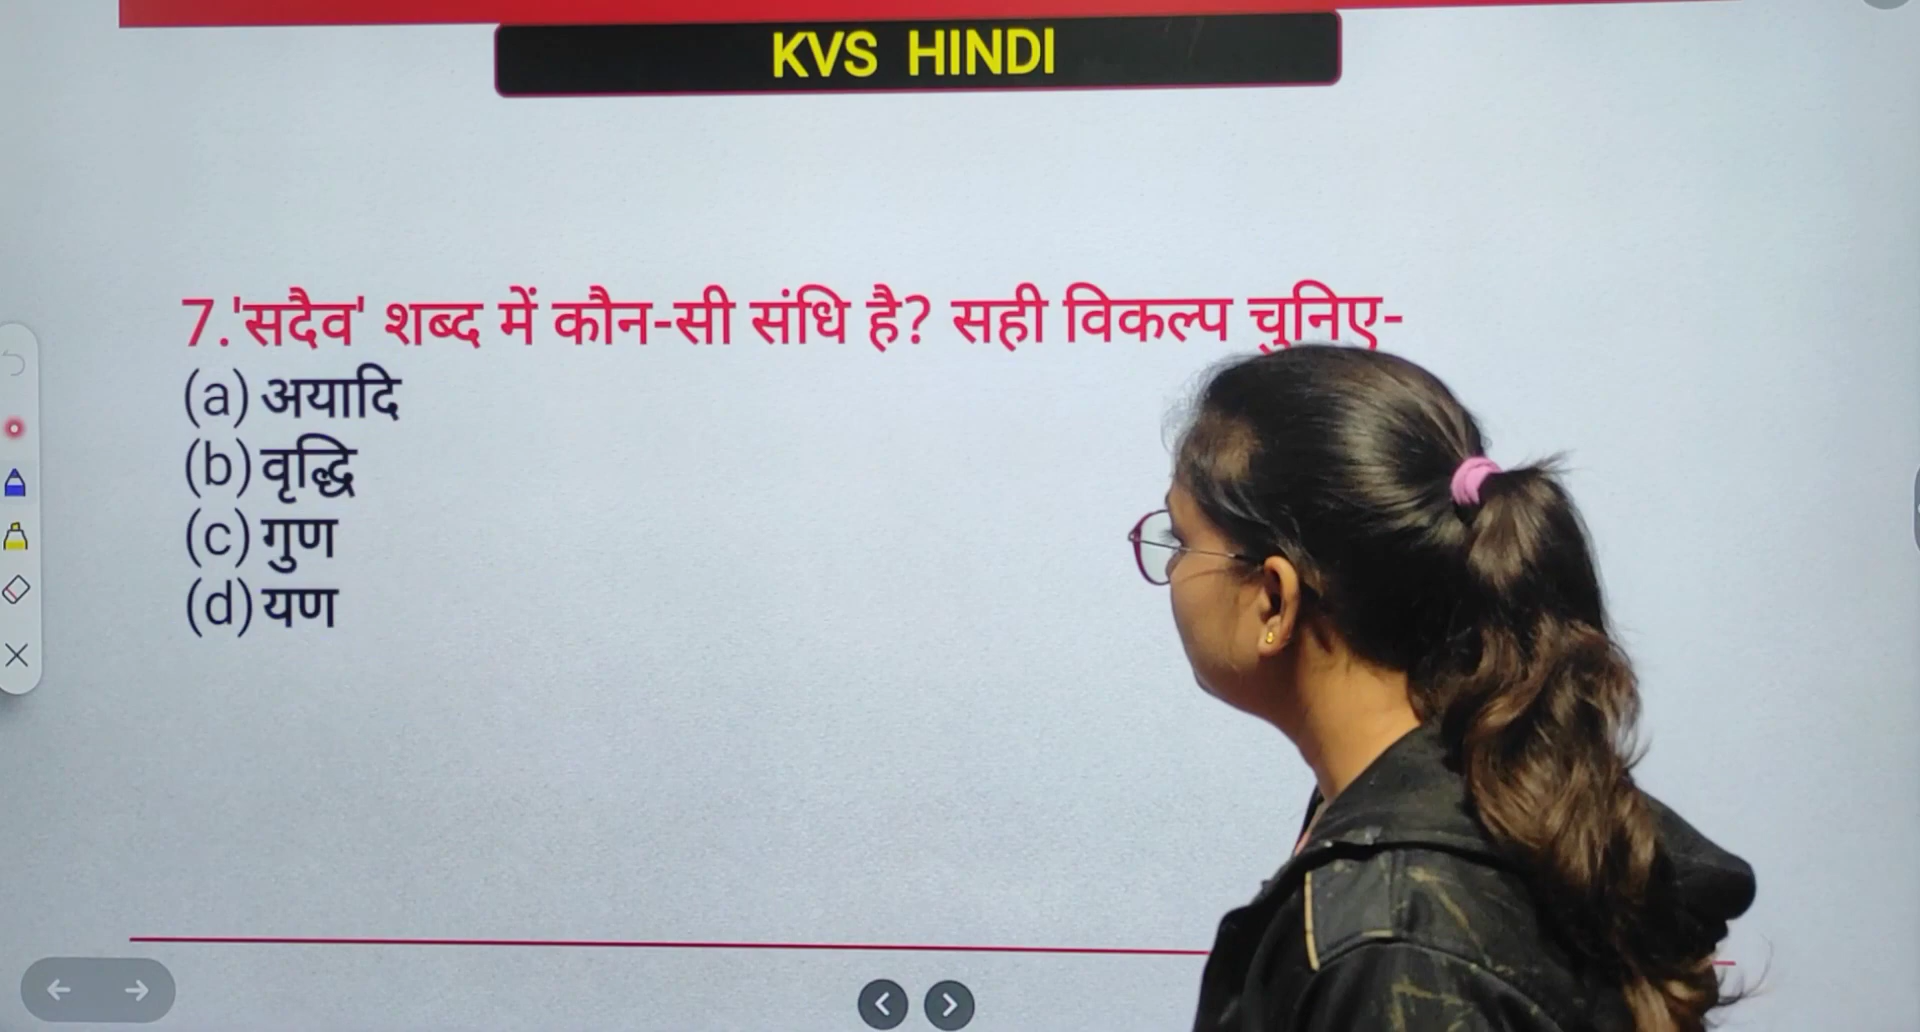 KVS HINDI
7.'सदैव' शब्द में कौन-सी संधि है? सही विकल्प चुनिए-
(a) अयादि
(b) वृद्धि
(c) गुण
(d) यण